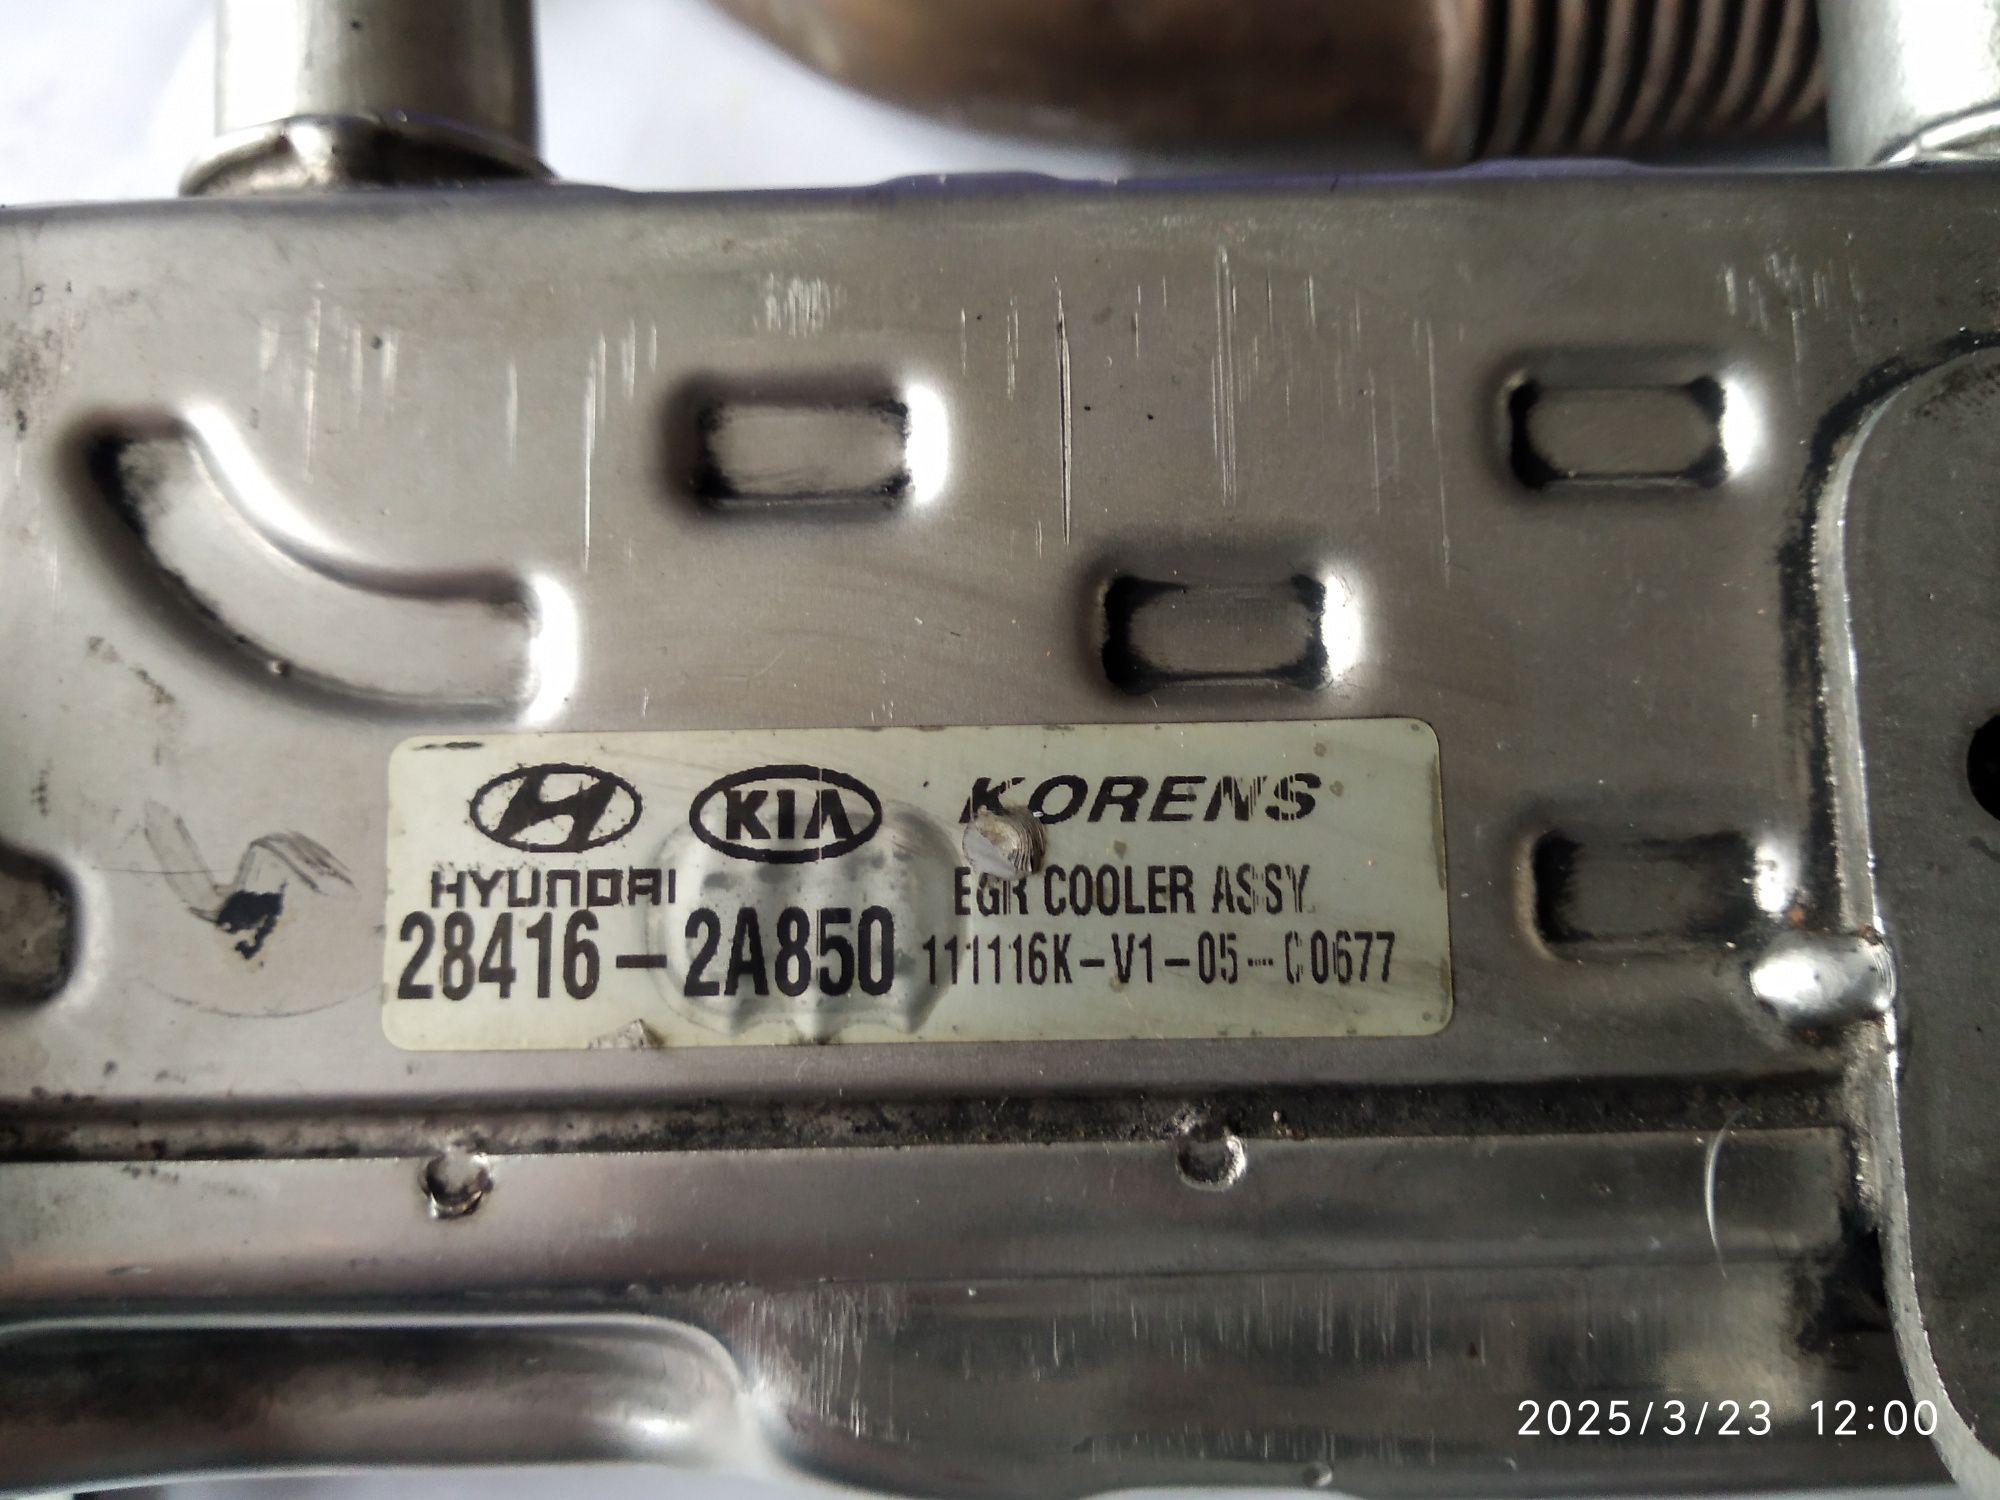 KIA KORENS
HYUNDAI EGR COOLER ASSY.
28416-2A850 111116K-V1-05-C0677
2025/3/23 12:00